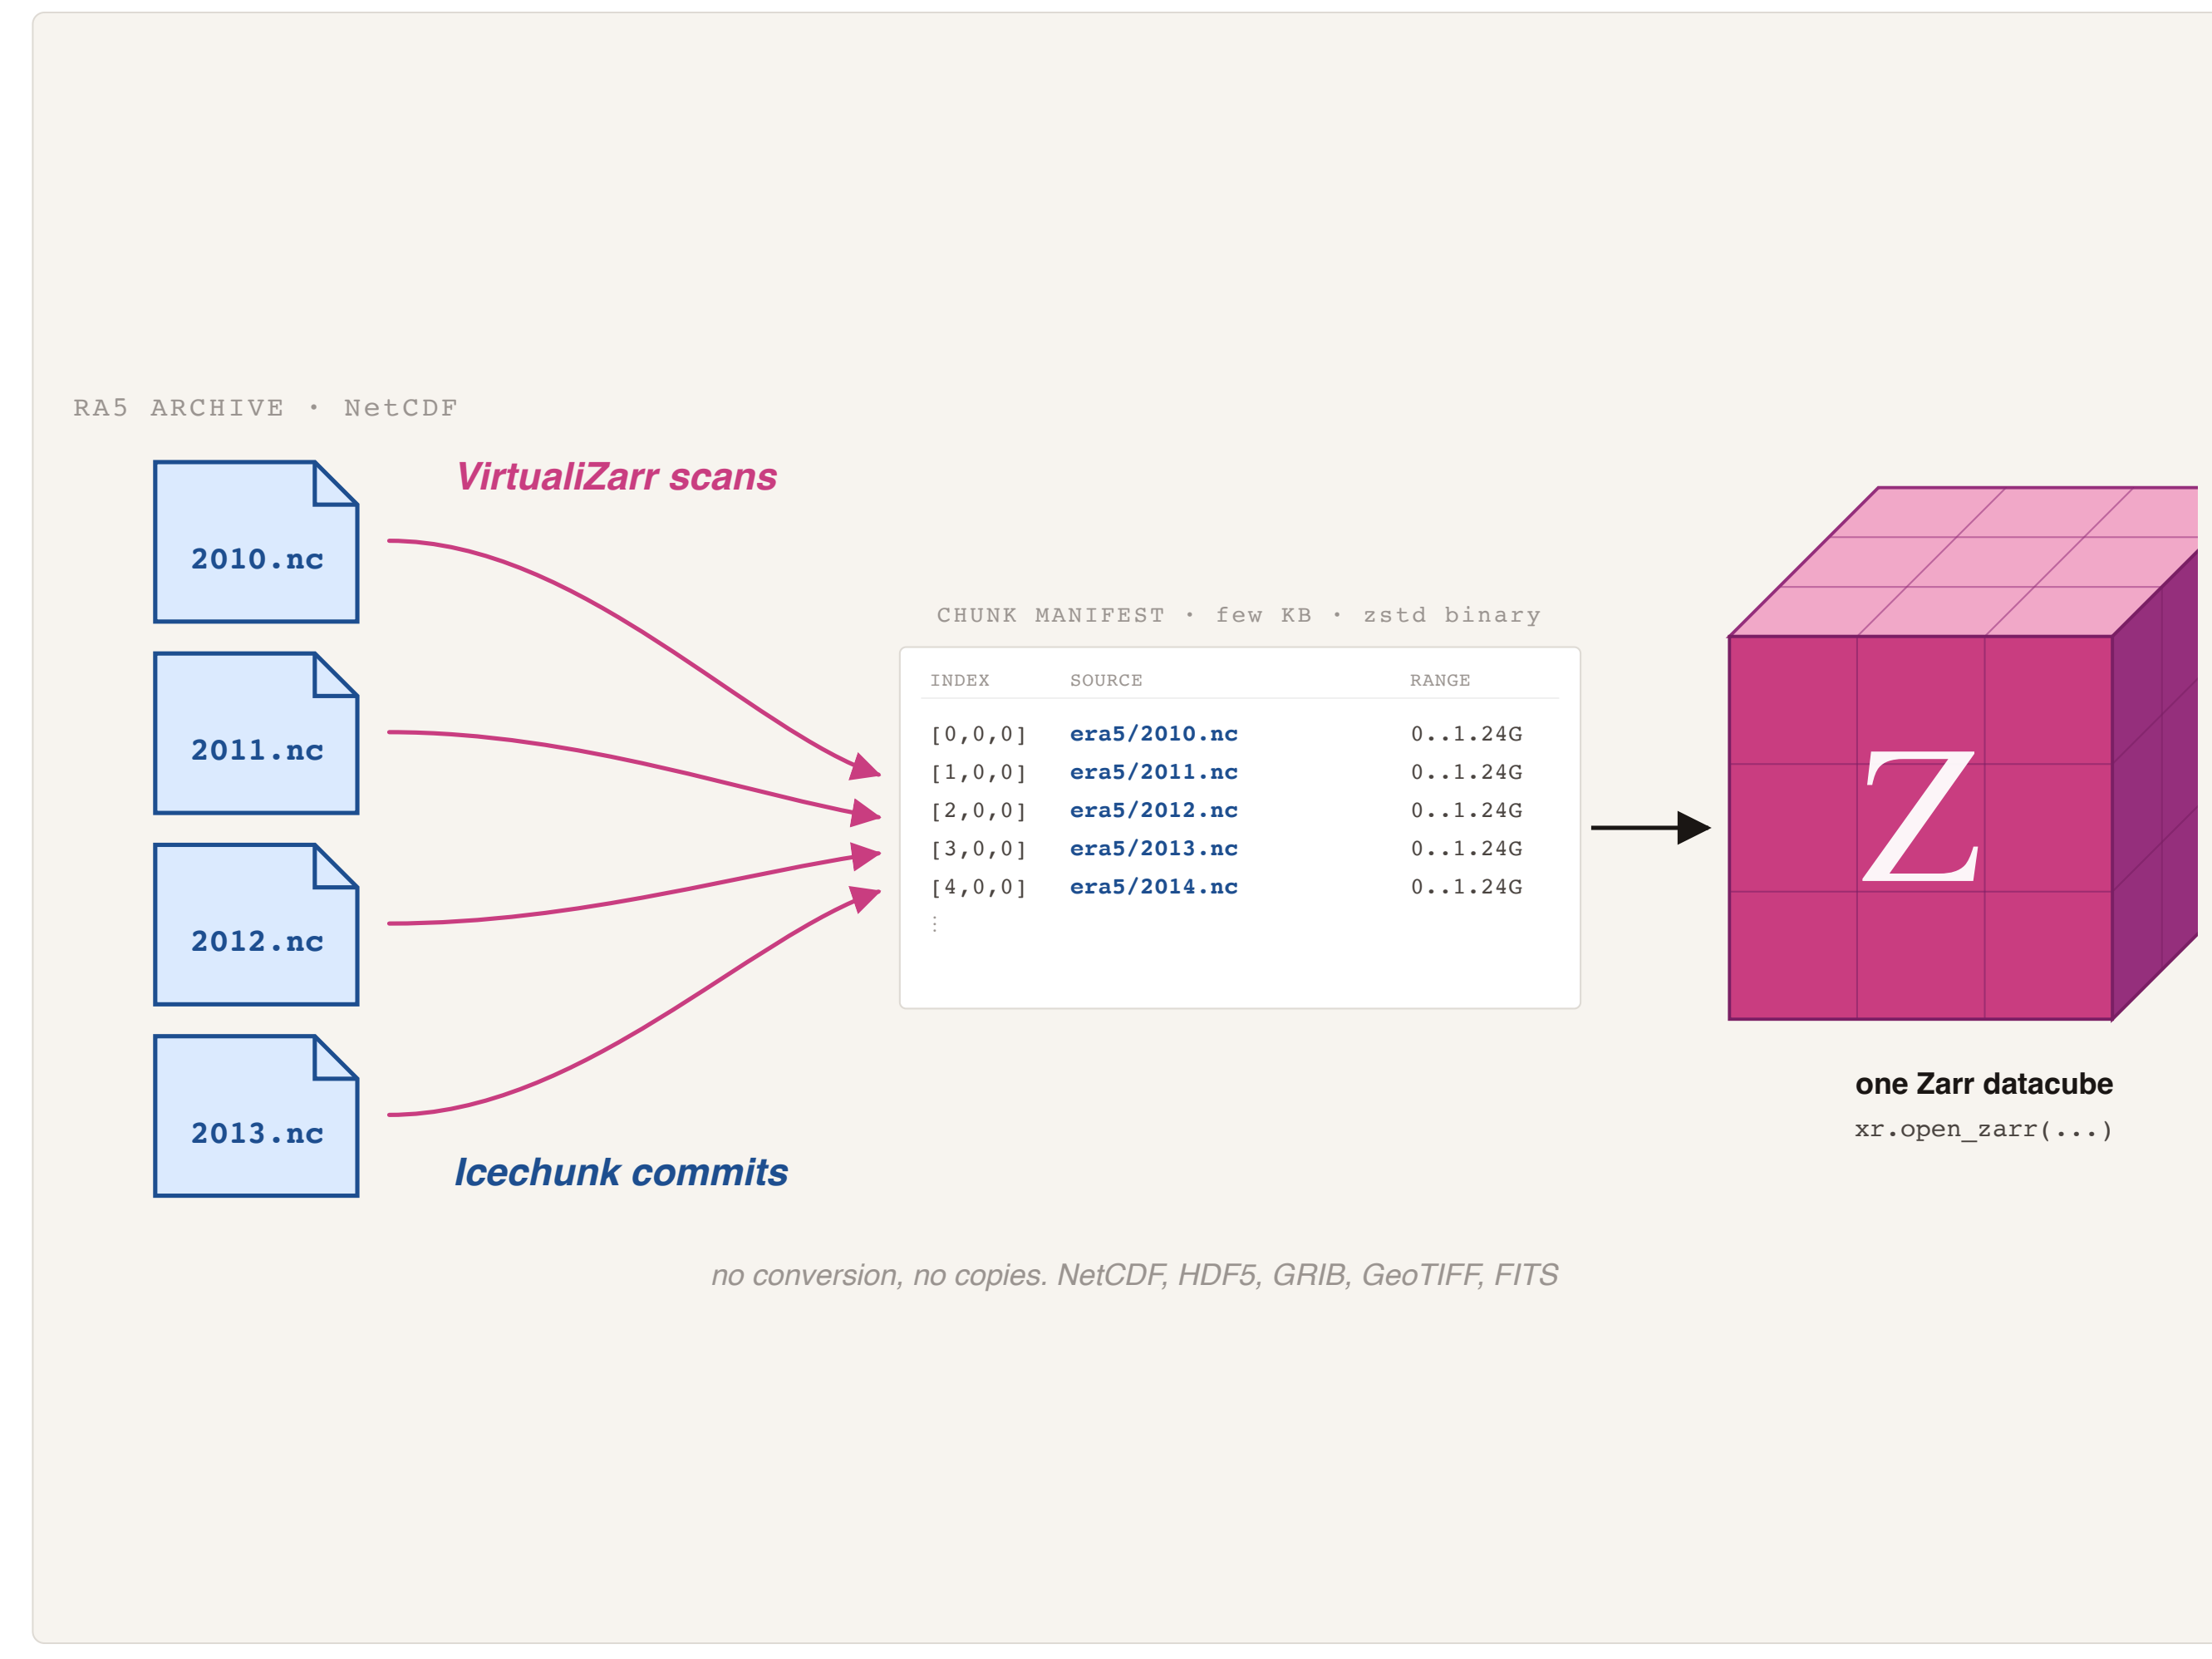 RA5 ARCHIVE · NetCDF
VirtualiZarr scans
2010.nc
2011.nc
2012.nc
2013.nc
Icechunk commits
CHUNK MANIFEST · few KB · zstd binary
INDEX SOURCE RANGE
[0,0,0] era5/2010.nc 0..1.24G
[1,0,0] era5/2011.nc 0..1.24G
[2,0,0] era5/2012.nc 0..1.24G
[3,0,0] era5/2013.nc 0..1.24G
[4,0,0] era5/2014.nc 0..1.24G
⋮
Z
one Zarr datacube
xr.open_zarr(...)
no conversion, no copies. NetCDF, HDF5, GRIB, GeoTIFF, FITS